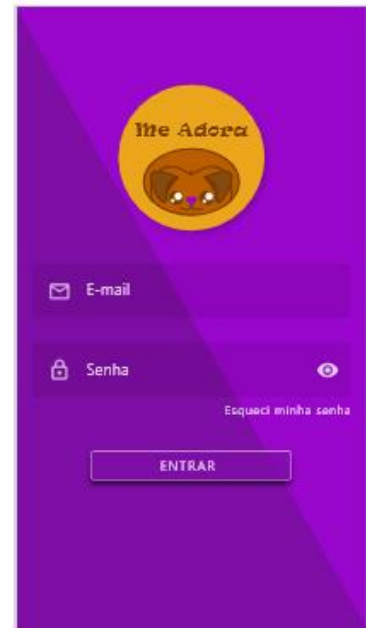 Me Adora
E-mail
Senha
Esqueci minha senha
ENTRAR